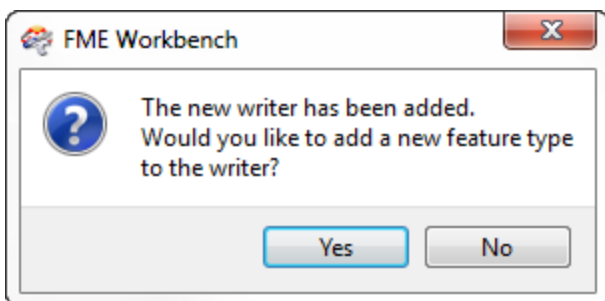 FME Workbench
The new writer has been added.
Would you like to add a new feature type
to the writer?
Yes
No